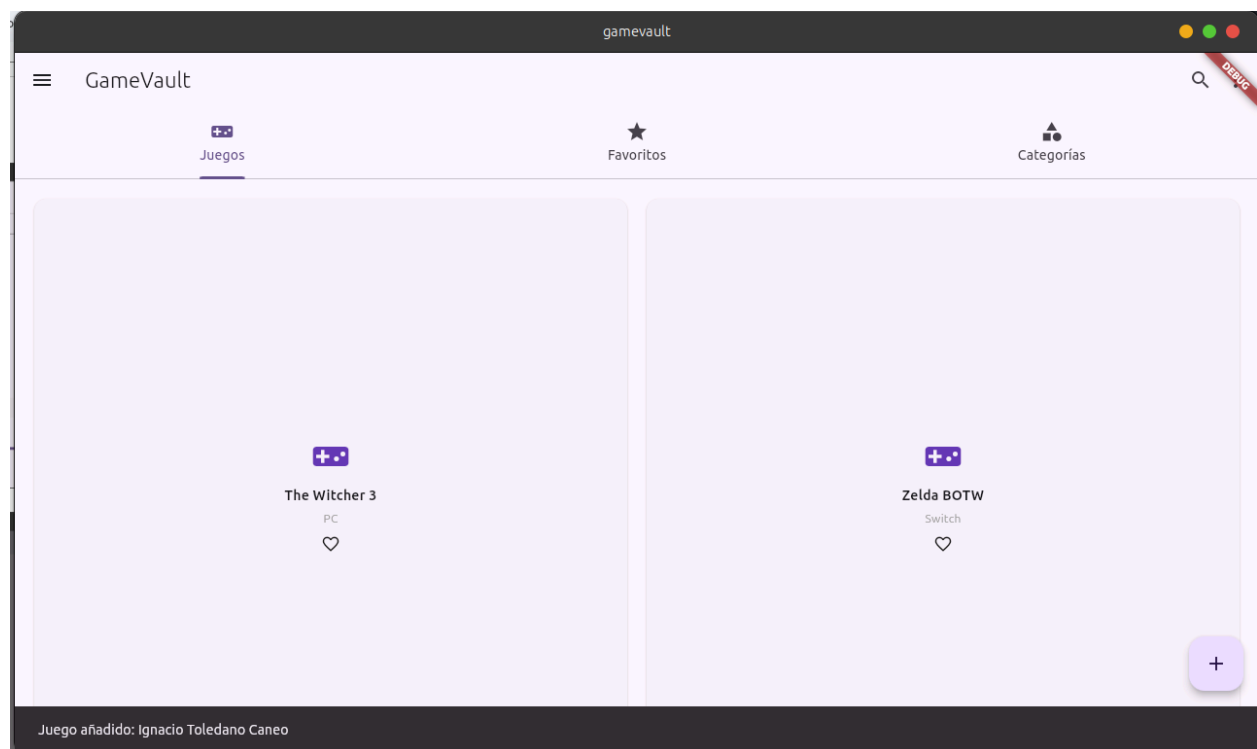 gamevault
GameVault
DEBUG
Juegos
Favoritos
Categorías
The Witcher 3
Zelda BOTW
PC
Switch
Juego añadido: Ignacio Toledano Caneo